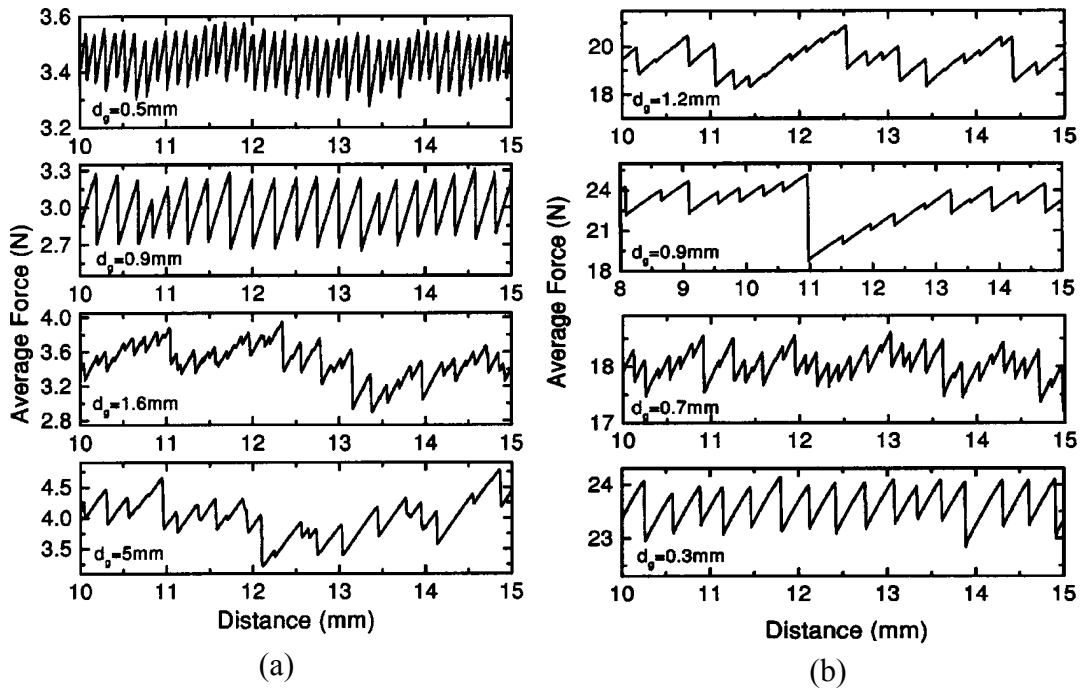 3.6
3.4
3.2
d_g=0.5mm
10 11 12 13 14 15
3.3
3.0
2.7
d_g=0.9mm
10 11 12 13 14 15
4.0
3.6
3.2
2.8
d_g=1.6mm
10 11 12 13 14 15
4.5
4.0
3.5
d_g=5mm
10 11 12 13 14 15
Average Force (N)
Distance (mm)
(a)
20
18
d_g=1.2mm
10 11 12 13 14 15
24
21
18
d_g=0.9mm
8 9 10 11 12 13 14 15
18
17
d_g=0.7mm
10 11 12 13 14 15
24
23
d_g=0.3mm
10 11 12 13 14 15
Average Force (N)
Distance (mm)
(b)